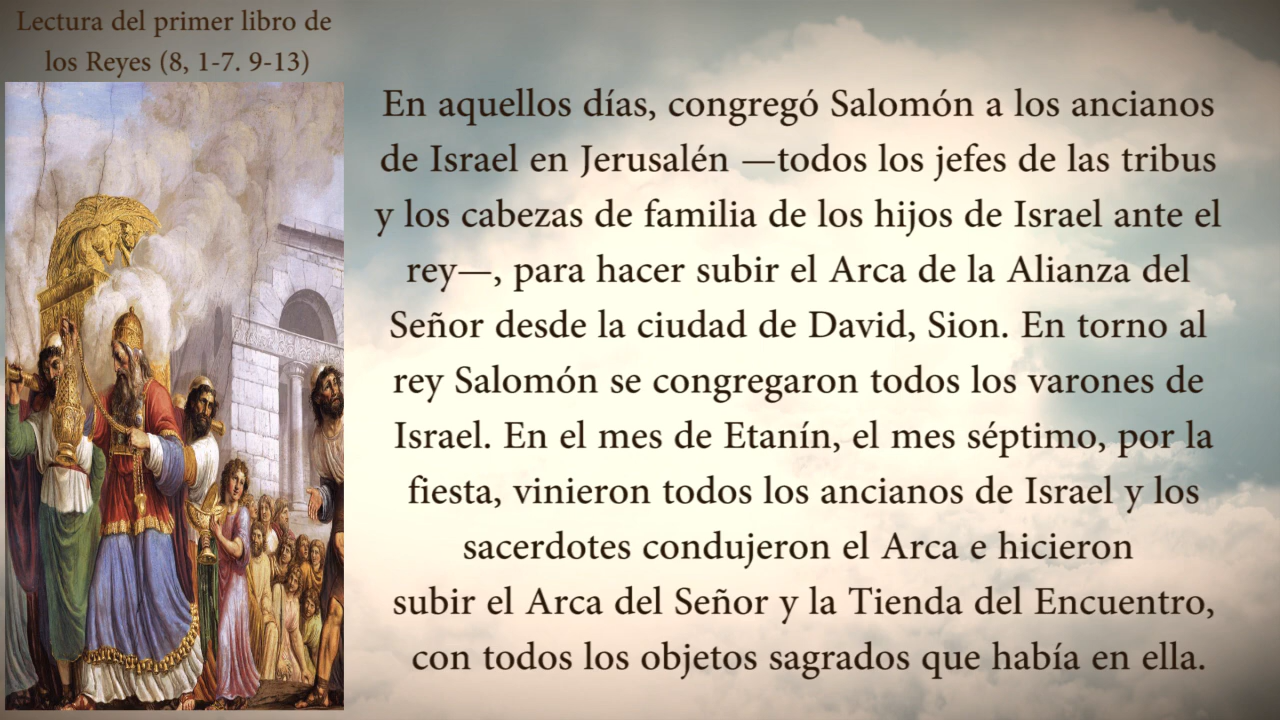 Lectura del primer libro de
los Reyes (8, 1-7. 9-13)
En aquellos días, congregó Salomón a los ancianos
de Israel en Jerusalén —todos los jefes de las tribus
y los cabezas de familia de los hijos de Israel ante el
rey—, para hacer subir el Arca de la Alianza del
Señor desde la ciudad de David, Sion. En torno al
rey Salomón se congregaron todos los varones de
Israel. En el mes de Etanín, el mes séptimo, por la
fiesta, vinieron todos los ancianos de Israel y los
sacerdotes condujeron el Arca e hicieron
subir el Arca del Señor y la Tienda del Encuentro,
con todos los objetos sagrados que había en ella.